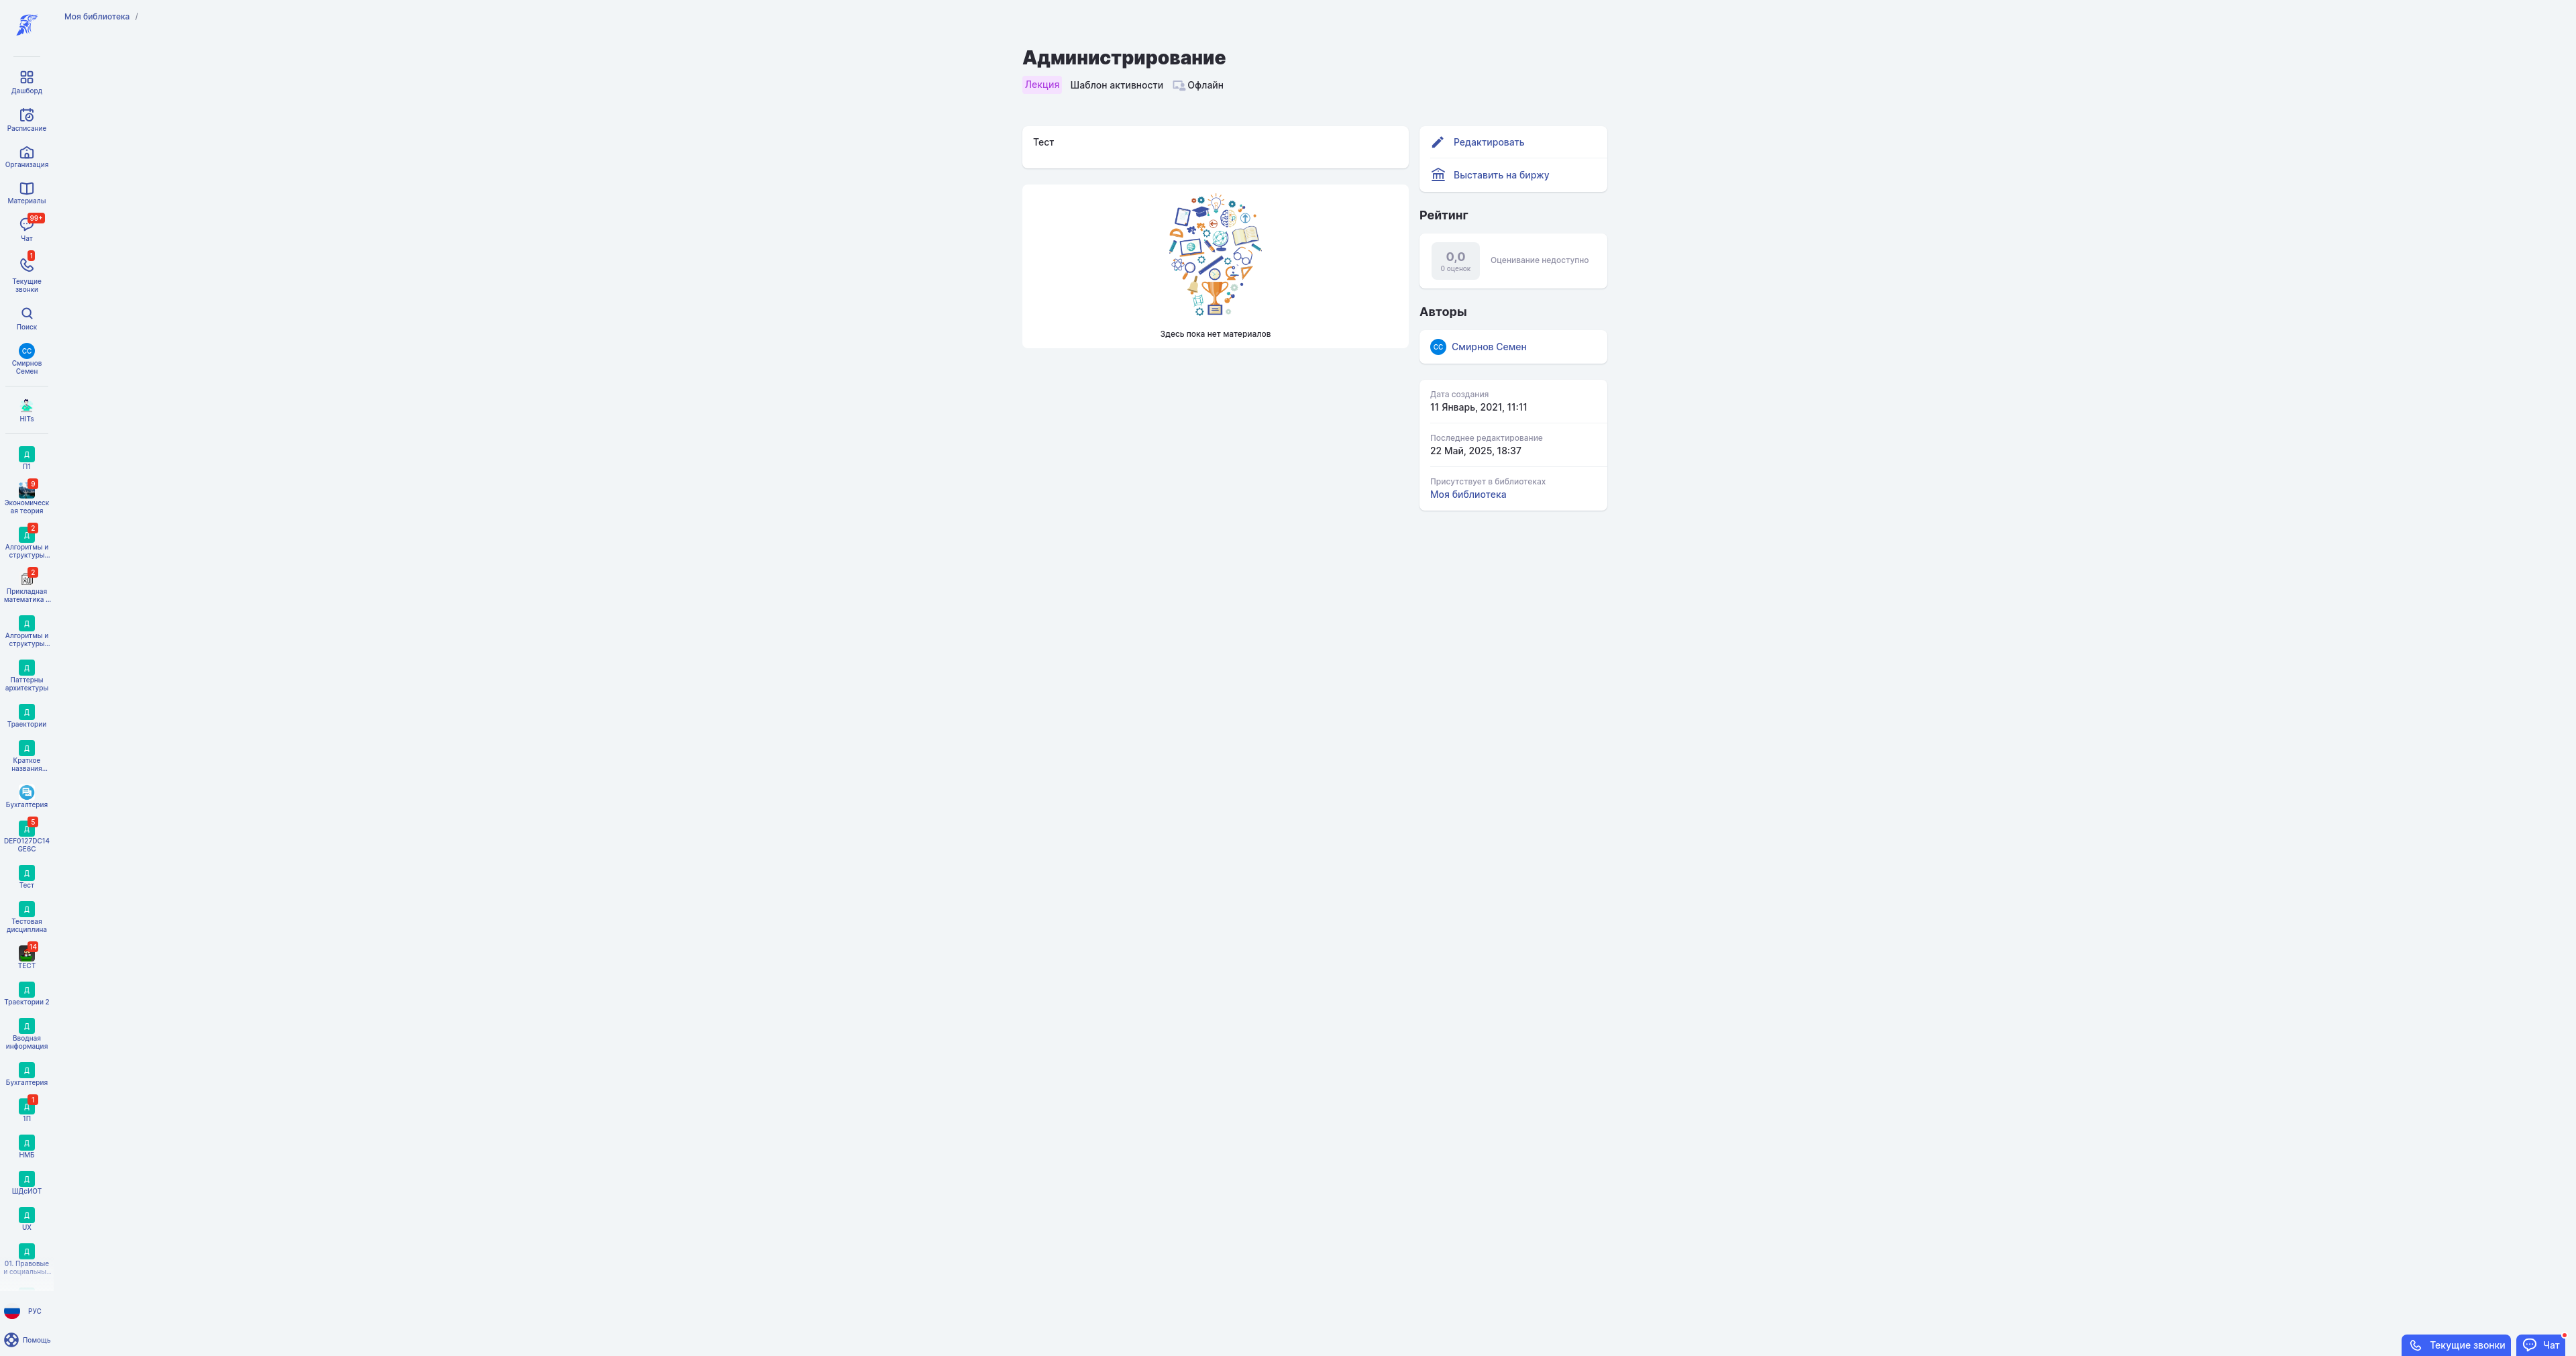 Моя библиотека /
Дашборд
Расписание
Организация
Материалы
99+
Чат
1
Текущие
звонки
Поиск
СС
Смирнов
Семен
HITs
Д
П1
9
Экономическ
ая теория
2
Д
Алгоритмы и
структуры...
2
Прикладная
математика ...
Д
Алгоритмы и
структуры...
Д
Паттерны
архитектуры
Д
Траектории
Д
Краткое
названия...
Бухгалтерия
5
Д
DEF0127DC14
GE6C
Д
Тест
Д
Тестовая
дисциплина
14
ТЕСТ
Д
Траектории 2
Д
Вводная
информация
Д
Бухгалтерия
1
Д
1П
Д
НМБ
Д
ШДсИОТ
Д
UX
Д
01. Правовые
и социальны...
РУС
Помощь
Администрирование
Лекция Шаблон активности Офлайн
Тест
Здесь пока нет материалов
Редактировать
Выставить на биржу
Рейтинг
0,0
0 оценок
Оценивание недоступно
Авторы
СС Смирнов Семен
Дата создания
11 Январь, 2021, 11:11
Последнее редактирование
22 Май, 2025, 18:37
Присутствует в библиотеках
Моя библиотека
Текущие звонки
Чат